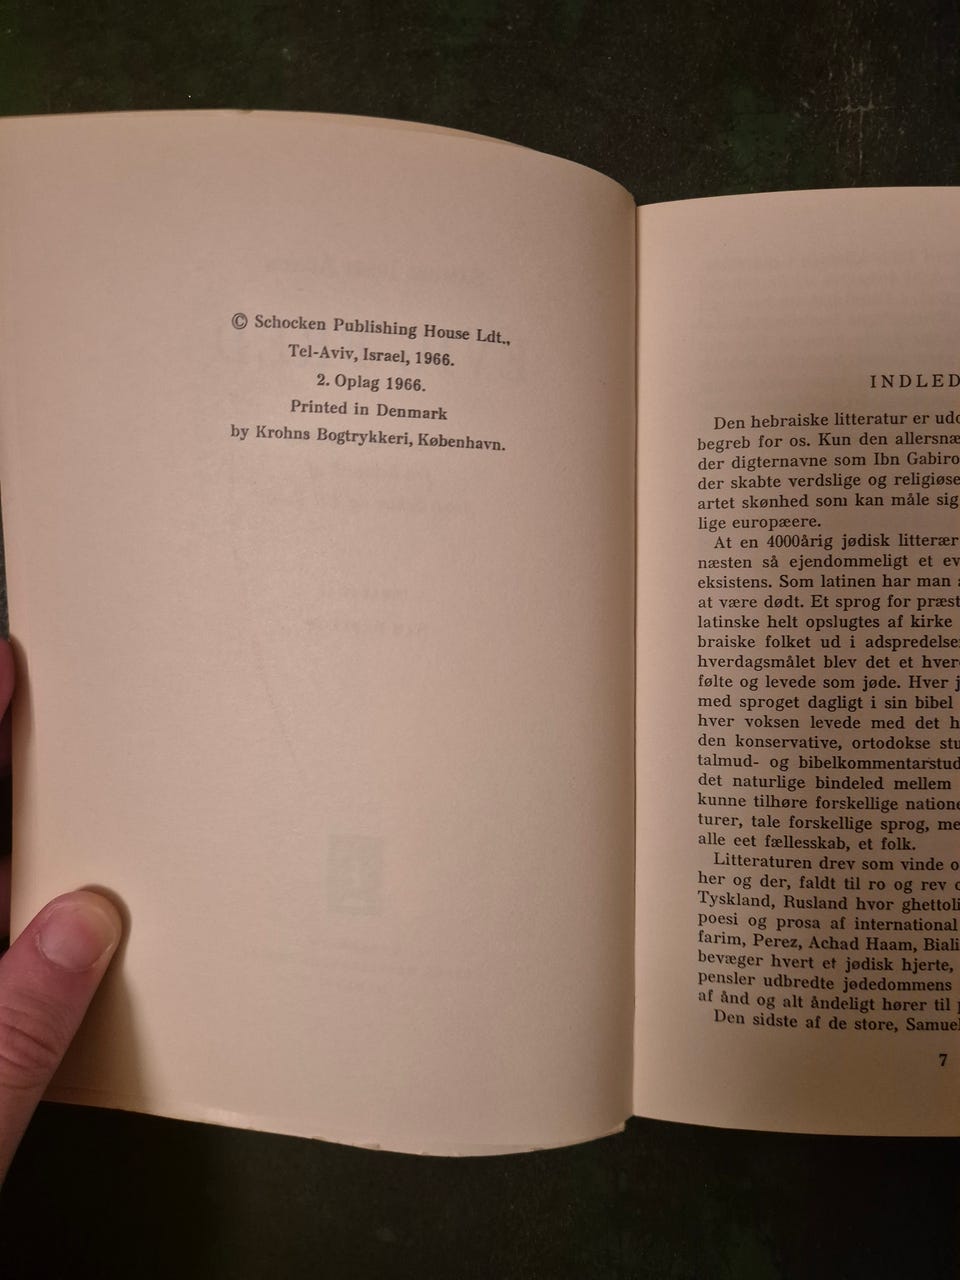 © Schocken Publishing House Ldt.,
Tel-Aviv, Israel, 1966.
2. Oplag 1966.
Printed in Denmark
by Krohns Bogtrykkeri, København.
INDLED
Den hebraiske litteratur er udo
begreb for os. Kun den allersnæ
der digternavne som Ibn Gabiro
der skabte verdslige og religiøse
artet skønhed som kan måle sig
lige europæere.
At en 4000årig jødisk litterær
næsten så ejendommeligt et ev
eksistens. Som latinen har man
at være dødt. Et sprog for præst
latinske helt opslugtes af kirke
braiske folket ud i adspredelse
hverdagsmålet blev det et hver
følte og levede som jøde. Hver j
med sproget dagligt i sin bibel
hver voksen levede med det h
den konservative, ortodokse stu
talmud- og bibelkommentarstud
det naturlige bindeled mellem
kunne tilhøre forskellige natione
turer, tale forskellige sprog, me
alle eet fællesskab, et folk.
Litteraturen drev som vinde o
her og der, faldt til ro og rev
Tyskland, Rusland hvor ghettoli
poesi og prosa af international
farim, Perez, Achad Haam, Biali
bevæger hvert et jødisk hjerte,
pensler udbredte jødedommens
af ånd og alt åndeligt hører til
Den sidste af de store, Samuel
7